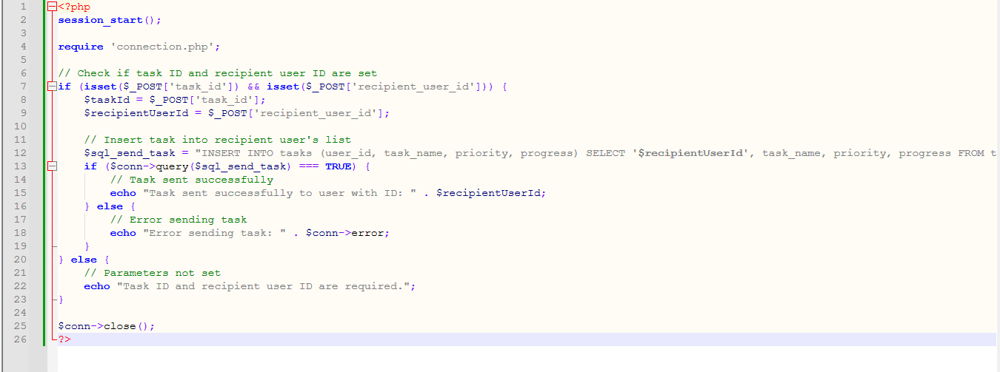 1 <?php
2 session_start();
3
4 require 'connection.php';
5
6 // Check if task ID and recipient user ID are set
7 if (isset($_POST['task_id']) && isset($_POST['recipient_user_id'])) {
8 $taskId = $_POST['task_id'];
9 $recipientUserId = $_POST['recipient_user_id'];
10
11 // Insert task into recipient user's list
12 $sql_send_task = "INSERT INTO tasks (user_id, task_name, priority, progress) SELECT '$recipientUserId', task_name, priority, progress FROM t
13 if ($conn->query($sql_send_task) === TRUE) {
14 // Task sent successfully
15 echo "Task sent successfully to user with ID: " . $recipientUserId;
16 } else {
17 // Error sending task
18 echo "Error sending task: " . $conn->error;
19 }
20 } else {
21 // Parameters not set
22 echo "Task ID and recipient user ID are required.";
23 }
24
25 $conn->close();
26 ?>